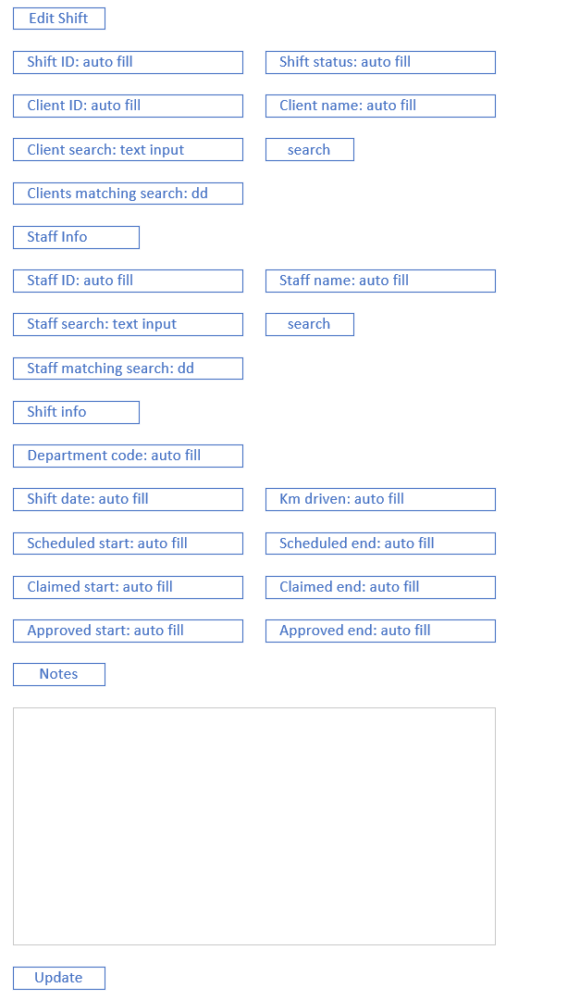 Edit Shift
Shift ID: auto fill
Shift status: auto fill
Client ID: auto fill
Client name: auto fill
Client search: text input
search
Clients matching search: dd
Staff Info
Staff ID: auto fill
Staff name: auto fill
Staff search: text input
search
Staff matching search: dd
Shift info
Department code: auto fill
Shift date: auto fill
Km driven: auto fill
Scheduled start: auto fill
Scheduled end: auto fill
Claimed start: auto fill
Claimed end: auto fill
Approved start: auto fill
Approved end: auto fill
Notes
Update